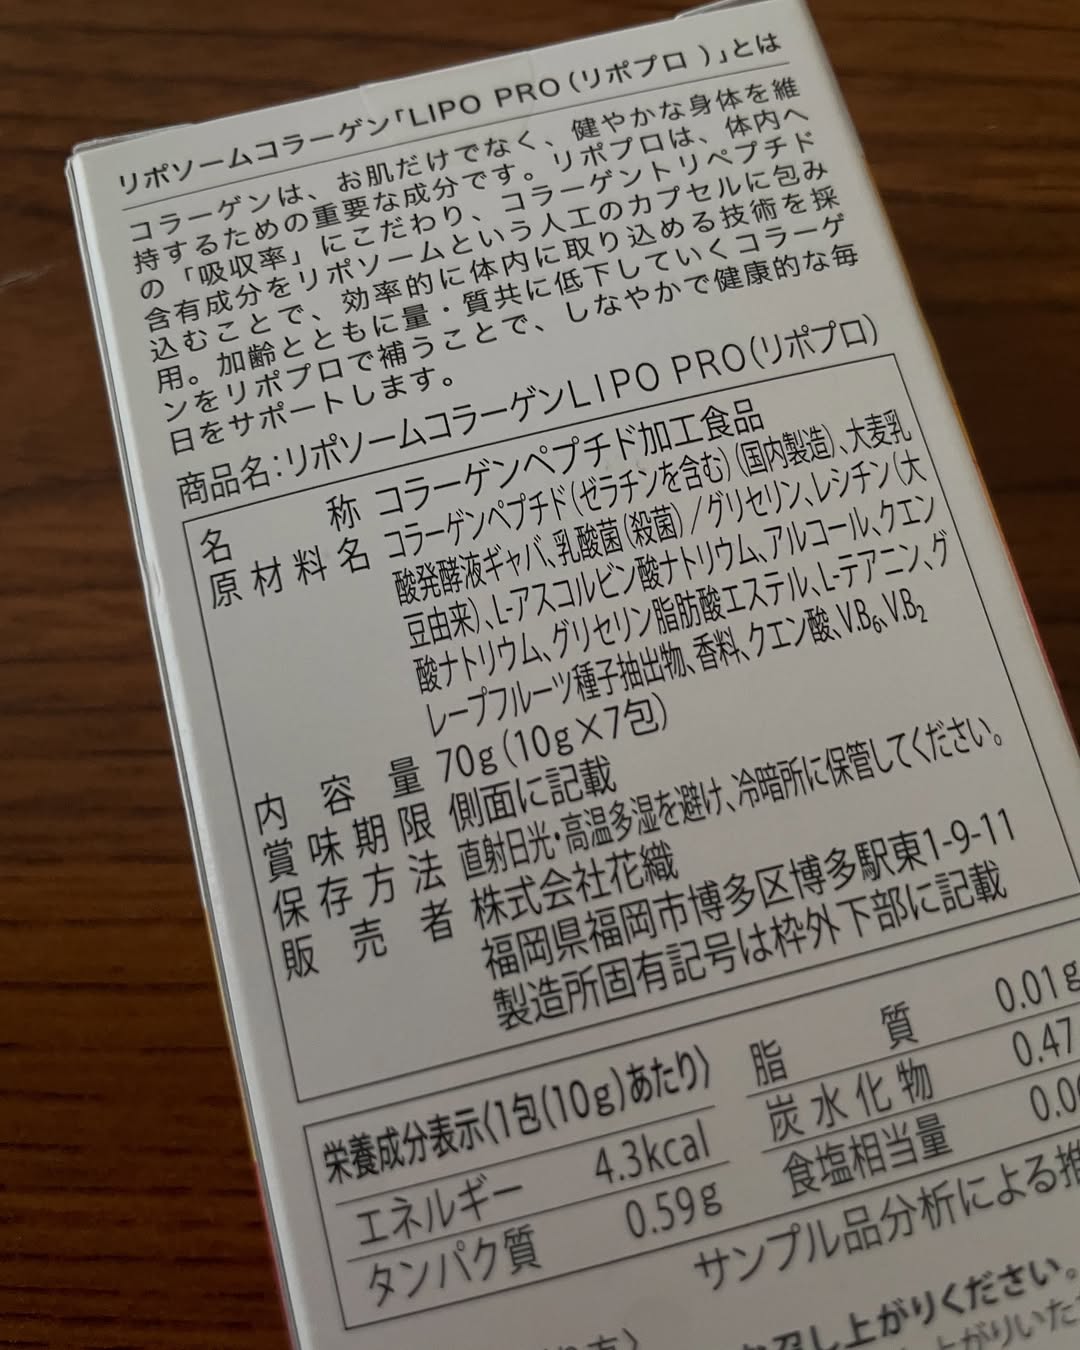 リポソームコラーゲン「LIPO PRO(リポプロ )」とは
コラーゲンは、お肌だけでなく、健やかな身体を維
持するための重要な成分です。リポプロは、体内へ
の「吸収率」にこだわり、コラーゲントリペプチド
含有成分をリポソームという人工のカプセルに包み
込むことで、効率的に体内に取り込める技術を採
用。加齢とともに量・質共に低下していくコラーゲ
ンをリポプロで補うことで、しなやかで健康的な毎
日をサポートします。
商品名:リポソームコラーゲンLIPO PRO(リポプロ)
名称 コラーゲンペプチド加工食品
原材料名 コラーゲンペプチド(ゼラチンを含む)(国内製造)、大麦乳
酸発酵液ギャバ、乳酸菌(殺菌)/グリセリン、レシチン(大
豆由来)、L-アスコルビン酸ナトリウム、アルコール、クエン
酸ナトリウム、グリセリン脂肪酸エステル、L-テアニン、グ
レープフルーツ種子抽出物、香料、クエン酸、V.B6、V.B2
内容量 70g(10g×7包)
賞味期限 側面に記載
保存方法 直射日光・高温多湿を避け、冷暗所に保管してください。
販売者 株式会社花織
福岡県福岡市博多区博多駅東1-9-11
製造所固有記号は枠外下部に記載
栄養成分表示〈1包(10g)あたり〉
エネルギー 4.3kcal
タンパク質 0.59g
脂質 0.01g
炭水化物 0.47
食塩相当量 0.0
サンプル品分析による推
召し上がりください。
上がりいた